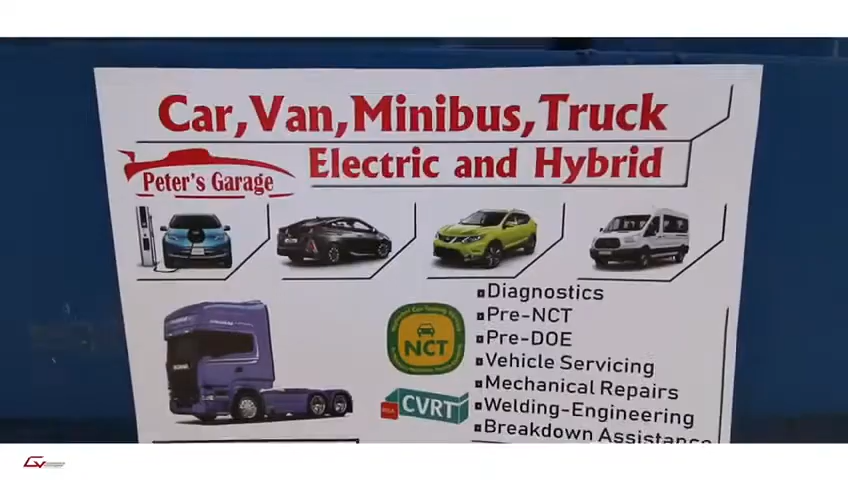 Car,Van,Minibus,Truck
Electric and Hybrid
Peter's Garage
Diagnostics
Pre-NCT
Pre-DOE
Vehicle Servicing
Mechanical Repairs
Welding-Engineering
Breakdown Assistance
NCT
CVRT
SCANIA